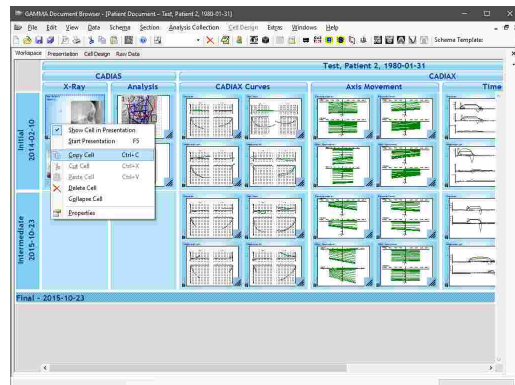 GAMMA Document Browser - [Patient Document - Test, Patient 2, 1980-01-31]
File Edit View Data Schema Section Analysis Collection Cell Design Extras Windows Help
Schema Template:
Workspace Presentation Cell Design Raw Data
Test, Patient 2, 1980-01-31
CADIAS CADIAX
X-Ray Analysis CADIAX Curves Axis Movement Time
Initial
2014-02-10
Show Cell in Presentation
Start Presentation F5
Copy Cell Ctrl+C
Cut Cell Ctrl+X
Paste Cell Ctrl+V
Delete Cell
Collapse Cell
Properties
Intermediate
2015-10-23
Final - 2015-10-23